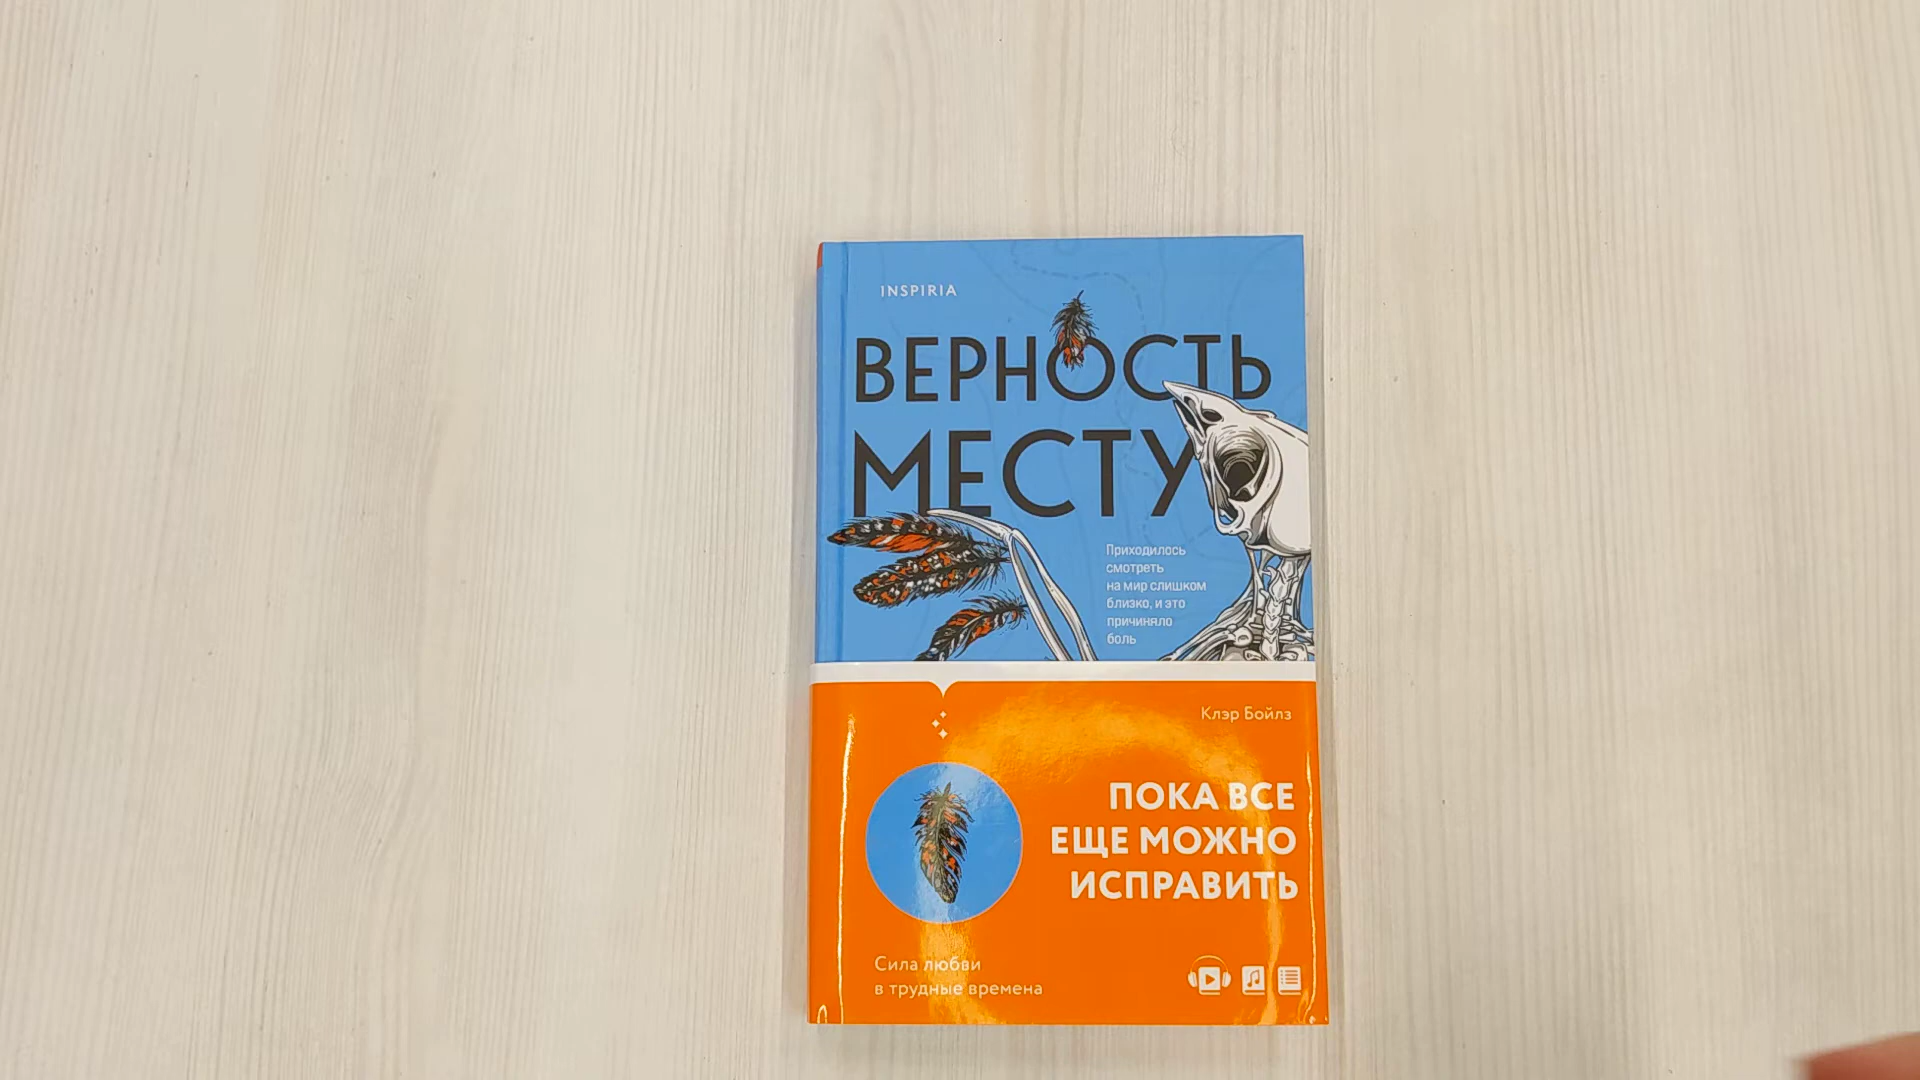 INSPIRIA
ВЕРНОСТЬ
МЕСТУ
Приходилось
смотреть
на мир слишком
близко, и это
причиняло
боль
Клэр Бойлз
ПОКА ВСЕ
ЕЩЕ МОЖНО
ИСПРАВИТЬ
Сила любви
в трудные времена